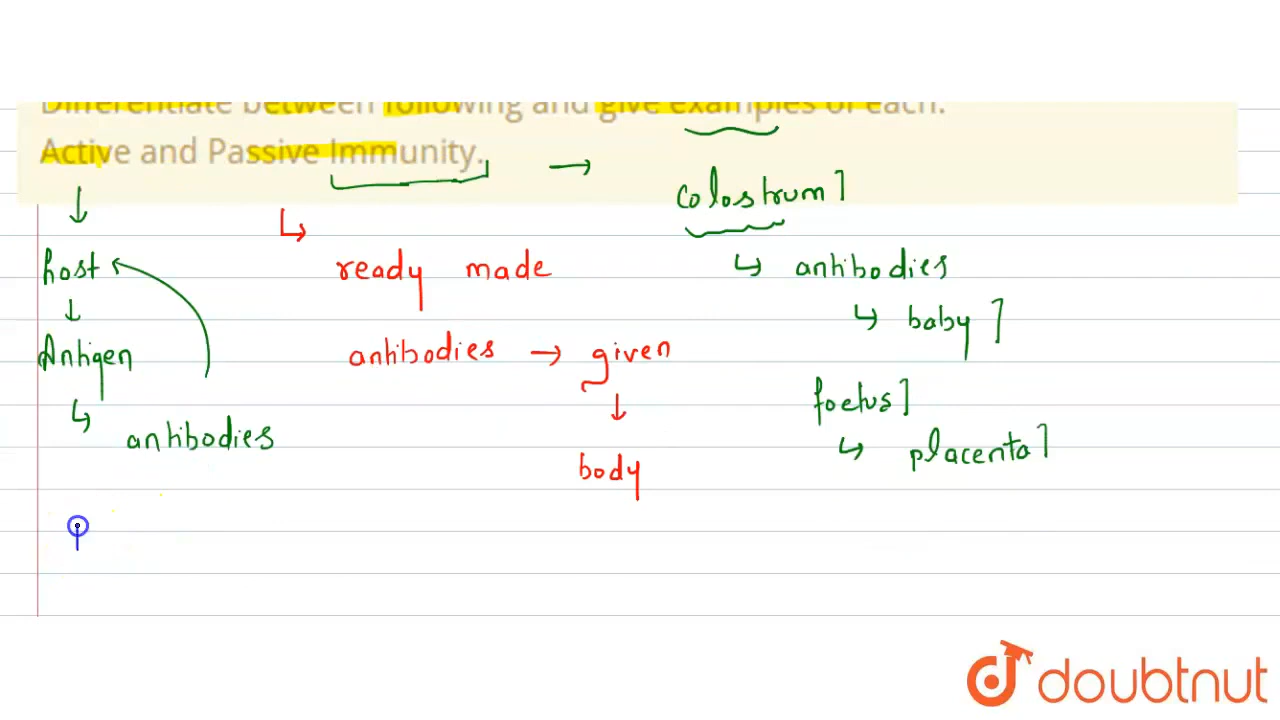 Differentiate between following and give examples of each.
Active and Passive Immunity.
↓
↳
→
colostrum]
host
ready made
↳ antibodies
↓
↳ baby]
Antigen
antibodies → given
↳
↓
foetus]
antibodies
↳ placenta]
body
doubtnut